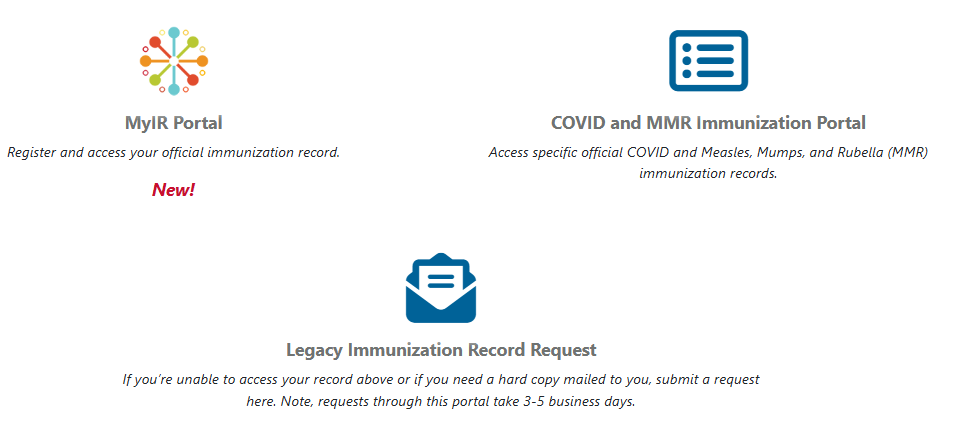 MyIR Portal
Register and access your official immunization record.
New!
COVID and MMR Immunization Portal
Access specific official COVID and Measles, Mumps, and Rubella (MMR)
immunization records.
Legacy Immunization Record Request
If you're unable to access your record above or if you need a hard copy mailed to you, submit a request
here. Note, requests through this portal take 3-5 business days.